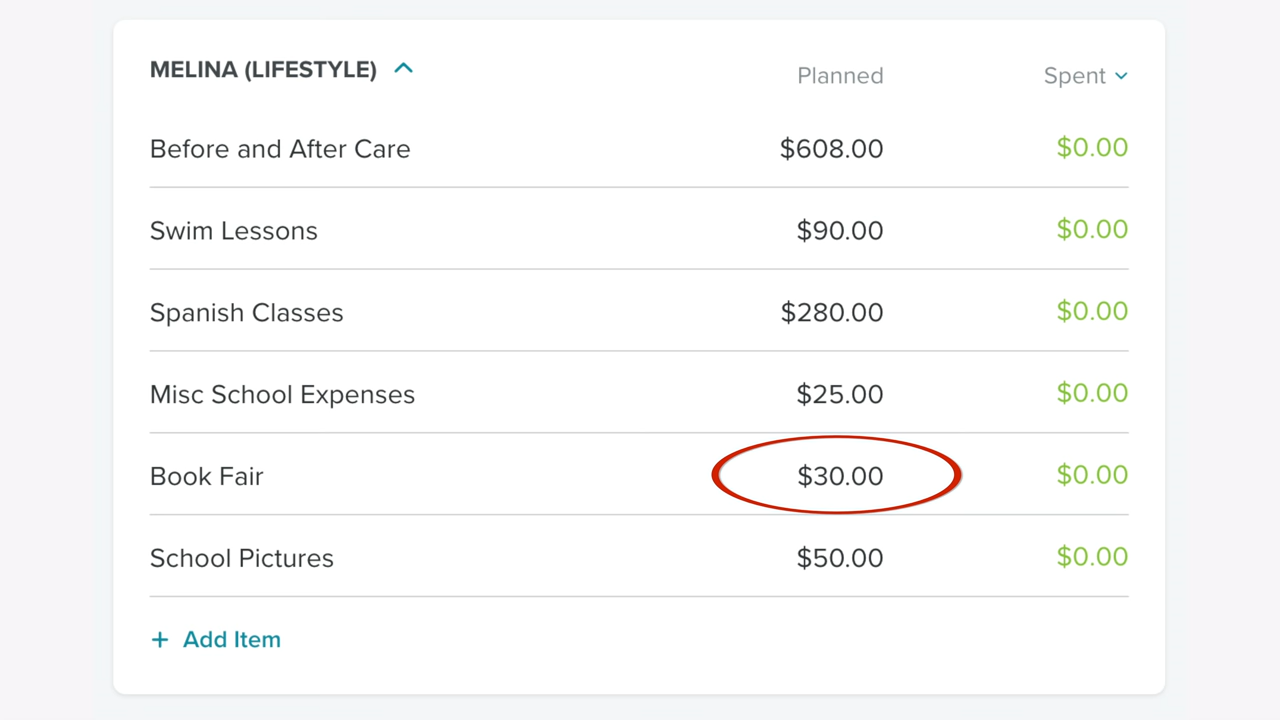 MELINA (LIFESTYLE) Planned Spent
Before and After Care $608.00 $0.00
Swim Lessons $90.00 $0.00
Spanish Classes $280.00 $0.00
Misc School Expenses $25.00 $0.00
Book Fair $30.00 $0.00
School Pictures $50.00 $0.00
+ Add Item